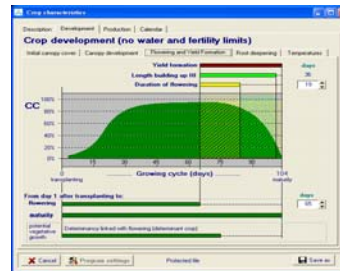 Crop characteristics
Description Development Production Calendar
Crop development (no water and fertility limits)
Initial canopy cover Canopy development Flowering and Yield Formation Root deepening Temperatures
Yield formation
days
Length building up HI
Duration of flowering
CC
100%
80%
60%
40%
20%
0%
0 15 30 45 60 75 90 104
transplanting Growing cycle (days) maturity
From day 1 after transplanting to:
days
flowering
maturity
potential
vegetative
growth
Determinancy linked with flowering (determinant crop)
Cancel Program settings Protected file Save as